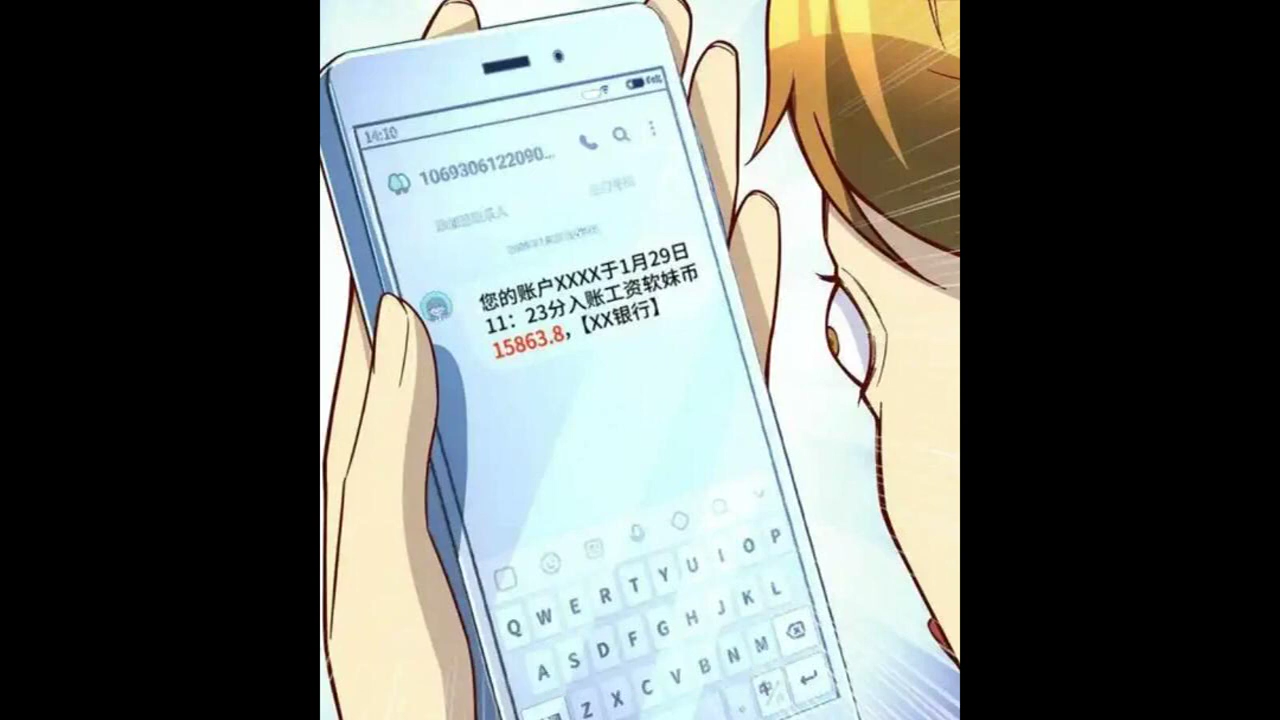 14:10
1069306122090...
您的账户XXXX于1月29日
11：23分入账工资软妹币
15863.8，【XX银行】
Q W E R T Y U I O P
A S D F G H J K L
Z X C V B N M
中